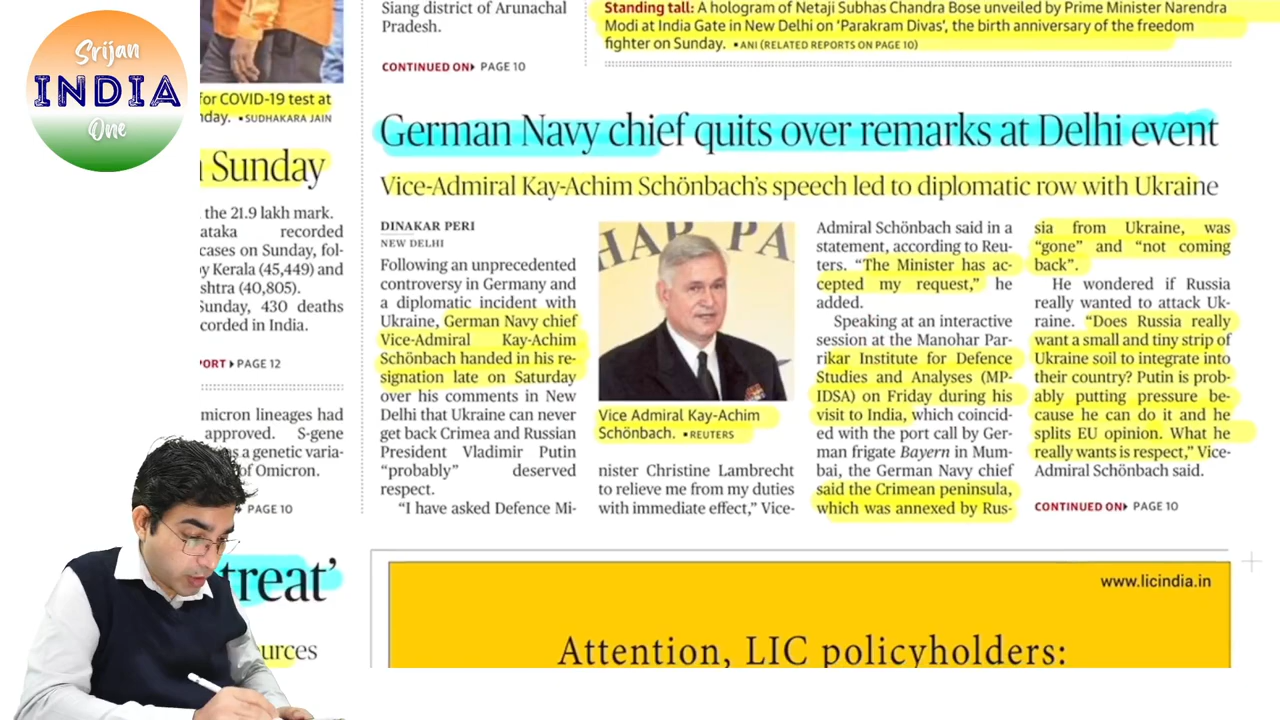 Srijan
INDIA
One
for COVID-19 test at
nday. •SUDHAKARA JAIN
Sunday
the 21.9 lakh mark.
ataka recorded
cases on Sunday, fol-
y Kerala (45,449) and
shtra (40,805).
Sunday, 430 deaths
corded in India.
PORT PAGE 12
micron lineages had
approved. S-gene
s a genetic varia-
of Omicron.
PAGE 10
treat’
ources
Siang district of Arunachal
Pradesh.
CONTINUED ON PAGE 10
Standing tall: A hologram of Netaji Subhas Chandra Bose unveiled by Prime Minister Narendra
Modi at India Gate in New Delhi on ‘Parakram Divas’, the birth anniversary of the freedom
fighter on Sunday. •ANI (RELATED REPORTS ON PAGE 10)
German Navy chief quits over remarks at Delhi event
Vice-Admiral Kay-Achim Schönbach’s speech led to diplomatic row with Ukraine
DINAKAR PERI
NEW DELHI
Following an unprecedented
controversy in Germany and
a diplomatic incident with
Ukraine, German Navy chief
Vice-Admiral Kay-Achim
Schönbach handed in his re-
signation late on Saturday
over his comments in New
Delhi that Ukraine can never
get back Crimea and Russian
President Vladimir Putin
“probably” deserved
respect.
“I have asked Defence Mi-
HAR PA
Vice Admiral Kay-Achim
Schönbach. •REUTERS
nister Christine Lambrecht
to relieve me from my duties
with immediate effect,” Vice-
Admiral Schönbach said in a
statement, according to Reu-
ters. “The Minister has ac-
cepted my request,” he
added.
Speaking at an interactive
session at the Manohar Par-
rikar Institute for Defence
Studies and Analyses (MP-
IDSA) on Friday during his
visit to India, which coincid-
ed with the port call by Ger-
man frigate Bayern in Mum-
bai, the German Navy chief
said the Crimean peninsula,
which was annexed by Rus-
sia from Ukraine, was
“gone” and “not coming
back”.
He wondered if Russia
really wanted to attack Uk-
raine. “Does Russia really
want a small and tiny strip of
Ukraine soil to integrate into
their country? Putin is prob-
ably putting pressure be-
cause he can do it and he
splits EU opinion. What he
really wants is respect,” Vice-
Admiral Schönbach said.
CONTINUED ON PAGE 10
www.licindia.in
Attention, LIC policyholders: